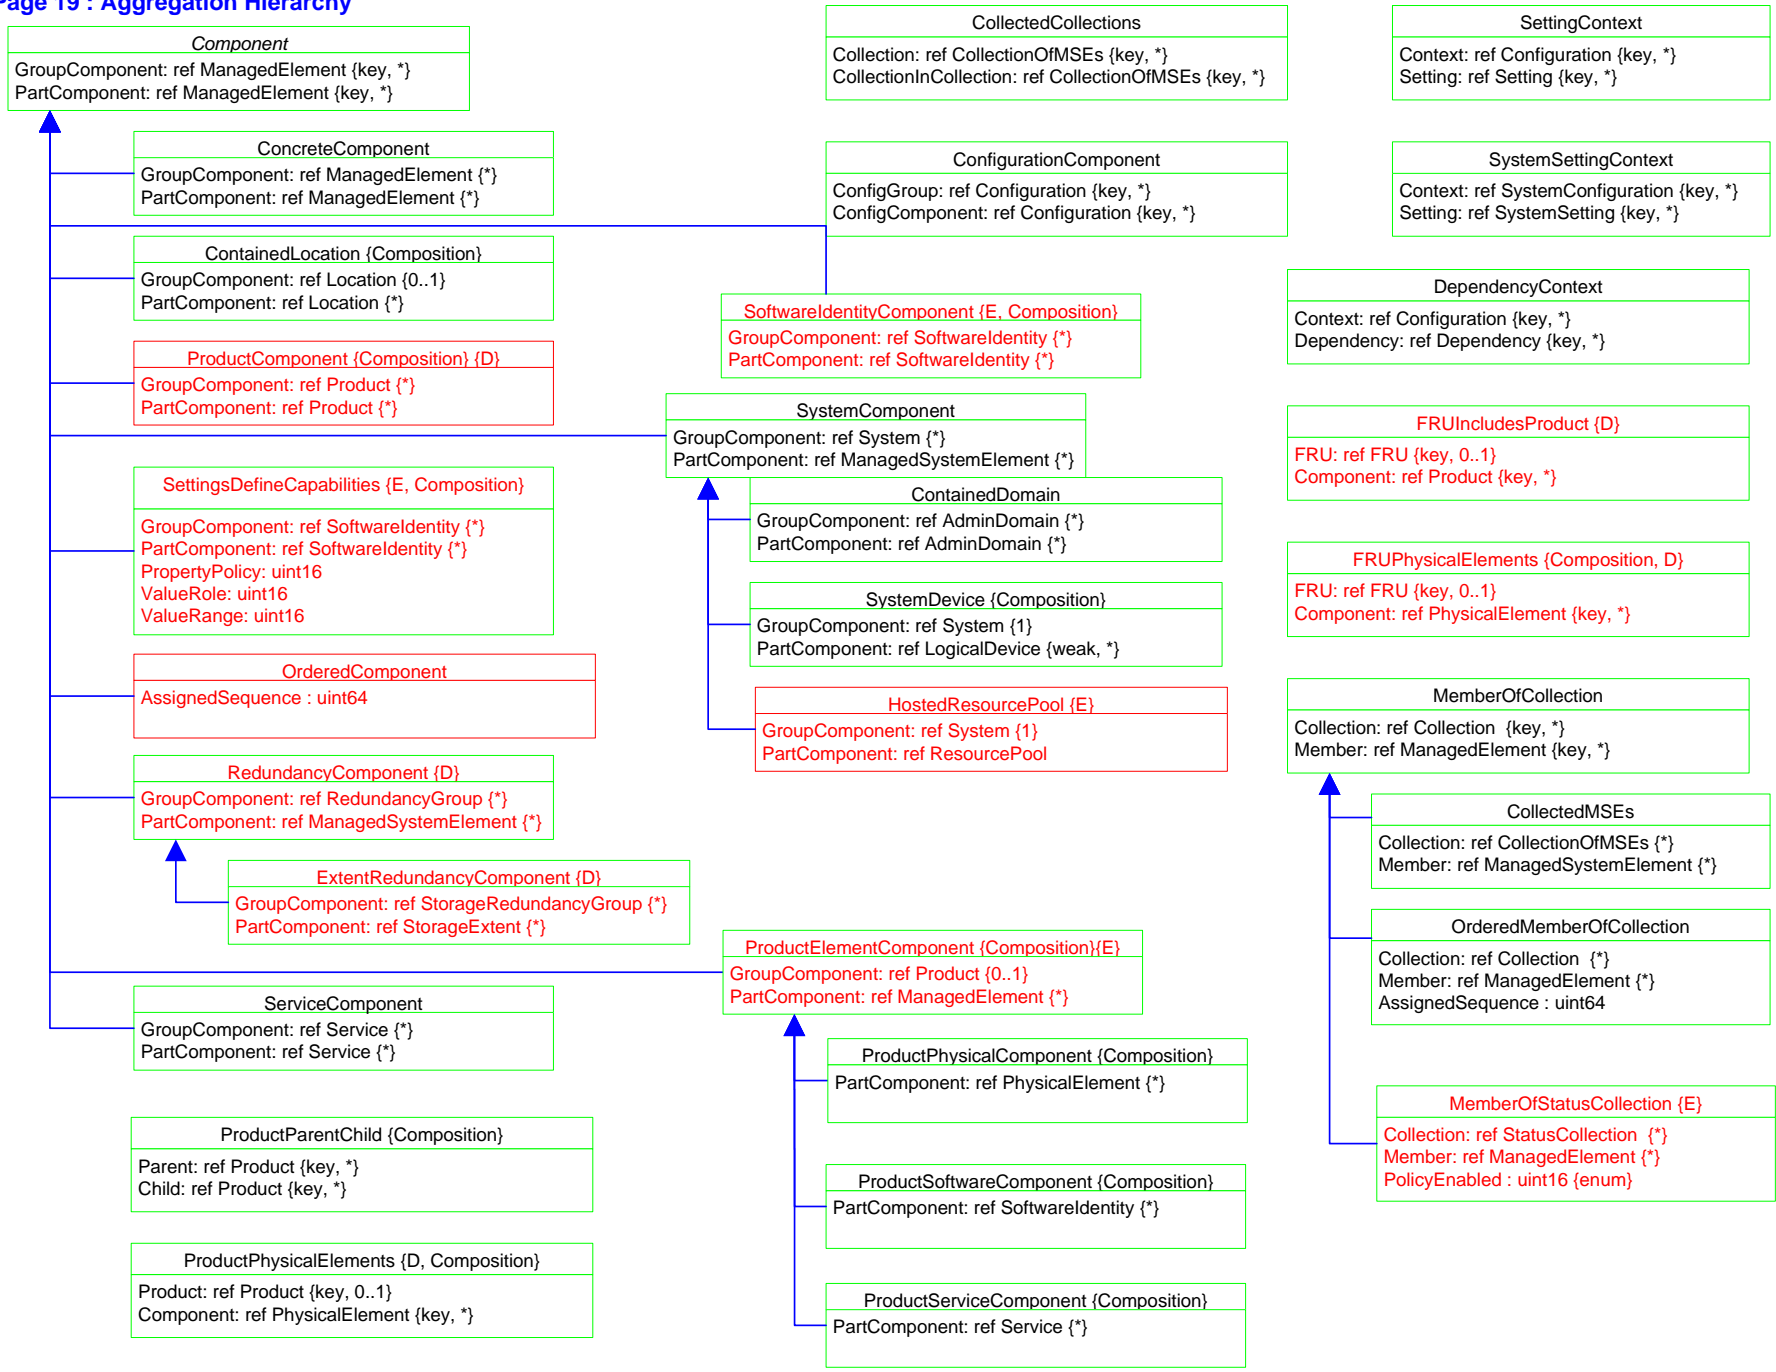 Page 19 : Aggregation Hierarchy
Component
GroupComponent: ref ManagedElement {key, *}
PartComponent: ref ManagedElement {key, *}
ConcreteComponent
GroupComponent: ref ManagedElement {*}
PartComponent: ref ManagedElement {*}
ContainedLocation {Composition}
GroupComponent: ref Location {0..1}
PartComponent: ref Location {*}
ProductComponent {Composition} {D}
GroupComponent: ref Product {*}
PartComponent: ref Product {*}
SettingsDefineCapabilities {E, Composition}
GroupComponent: ref SoftwareIdentity {*}
PartComponent: ref SoftwareIdentity {*}
PropertyPolicy: uint16
ValueRole: uint16
ValueRange: uint16
OrderedComponent
AssignedSequence : uint64
RedundancyComponent {D}
GroupComponent: ref RedundancyGroup {*}
PartComponent: ref ManagedSystemElement {*}
ExtentRedundancyComponent {D}
GroupComponent: ref StorageRedundancyGroup {*}
PartComponent: ref StorageExtent {*}
ServiceComponent
GroupComponent: ref Service {*}
PartComponent: ref Service {*}
ProductParentChild {Composition}
Parent: ref Product {key, *}
Child: ref Product {key, *}
ProductPhysicalElements {D, Composition}
Product: ref Product {key, 0..1}
Component: ref PhysicalElement {key, *}
CollectedCollections
Collection: ref CollectionOfMSEs {key, *}
CollectionInCollection: ref CollectionOfMSEs {key, *}
ConfigurationComponent
ConfigGroup: ref Configuration {key, *}
ConfigComponent: ref Configuration {key, *}
SoftwareIdentityComponent {E, Composition}
GroupComponent: ref SoftwareIdentity {*}
PartComponent: ref SoftwareIdentity {*}
SystemComponent
GroupComponent: ref System {*}
PartComponent: ref ManagedSystemElement {*}
ContainedDomain
GroupComponent: ref AdminDomain {*}
PartComponent: ref AdminDomain {*}
SystemDevice {Composition}
GroupComponent: ref System {1}
PartComponent: ref LogicalDevice {weak, *}
HostedResourcePool {E}
GroupComponent: ref System {1}
PartComponent: ref ResourcePool
ProductElementComponent {Composition}{E}
GroupComponent: ref Product {0..1}
PartComponent: ref ManagedElement {*}
ProductPhysicalComponent {Composition}
PartComponent: ref PhysicalElement {*}
ProductSoftwareComponent {Composition}
PartComponent: ref SoftwareIdentity {*}
ProductServiceComponent {Composition}
PartComponent: ref Service {*}
SettingContext
Context: ref Configuration {key, *}
Setting: ref Setting {key, *}
SystemSettingContext
Context: ref SystemConfiguration {key, *}
Setting: ref SystemSetting {key, *}
DependencyContext
Context: ref Configuration {key, *}
Dependency: ref Dependency {key, *}
FRUIncludesProduct {D}
FRU: ref FRU {key, 0..1}
Component: ref Product {key, *}
FRUPhysicalElements {Composition, D}
FRU: ref FRU {key, 0..1}
Component: ref PhysicalElement {key, *}
MemberOfCollection
Collection: ref Collection  {key, *}
Member: ref ManagedElement {key, *}
CollectedMSEs
Collection: ref CollectionOfMSEs {*}
Member: ref ManagedSystemElement {*}
OrderedMemberOfCollection
Collection: ref Collection  {*}
Member: ref ManagedElement {*}
AssignedSequence : uint64
MemberOfStatusCollection {E}
Collection: ref StatusCollection  {*}
Member: ref ManagedElement {*}
PolicyEnabled : uint16 {enum}